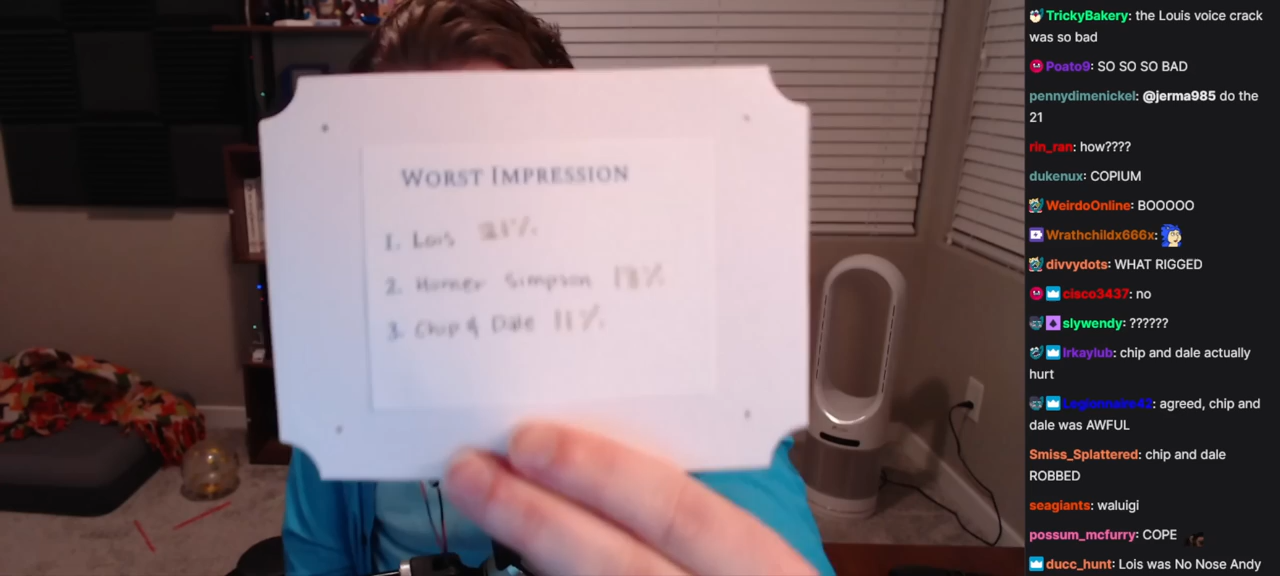 WORST IMPRESSION
1. Lois 21%
2. Homer Simpson 18%
3. Chip & Dale 11%
TrickyBakery: the Louis voice crack
was so bad
Poato9: SO SO SO BAD
pennydimenickel: @jerma985 do the
21
rin_ran: how????
dukenux: COPIUM
WeirdoOnline: BOOOOO
Wrathchildx666x:
divvydots: WHAT RIGGED
cisco3437: no
slywendy: ??????
irkaylub: chip and dale actually
hurt
Legionnaire42: agreed, chip and
dale was AWFUL
Smiss_Splattered: chip and dale
ROBBED
seagiants: waluigi
possum_mcfurry: COPE
ducc_hunt: Lois was No Nose Andy